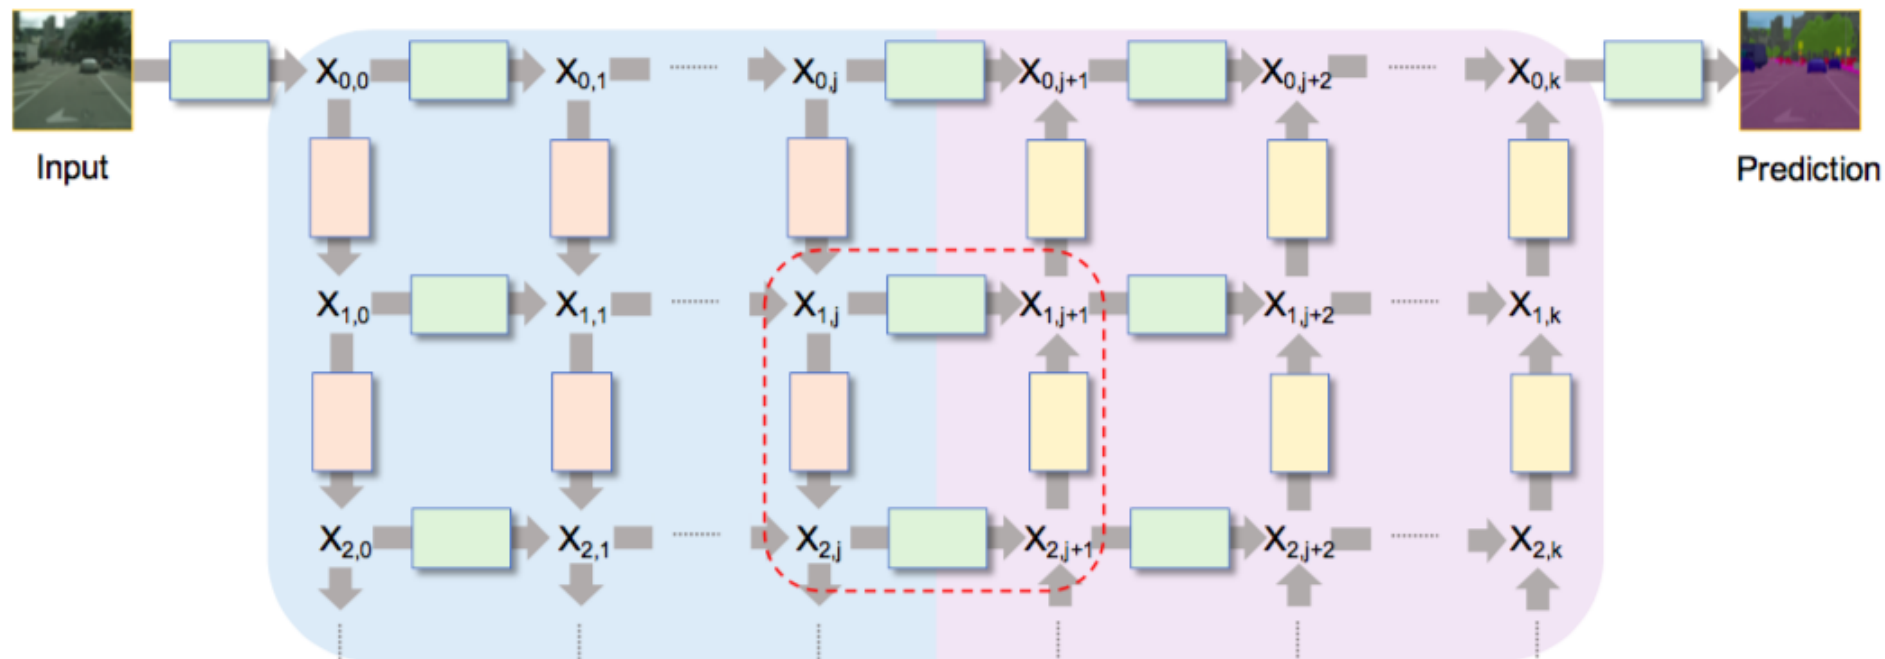 Input
Prediction
X0,0 X0,1 X0,j X0,j+1 X0,j+2 X0,k
X1,0 X1,1 X1,j X1,j+1 X1,j+2 X1,k
X2,0 X2,1 X2,j X2,j+1 X2,j+2 X2,k